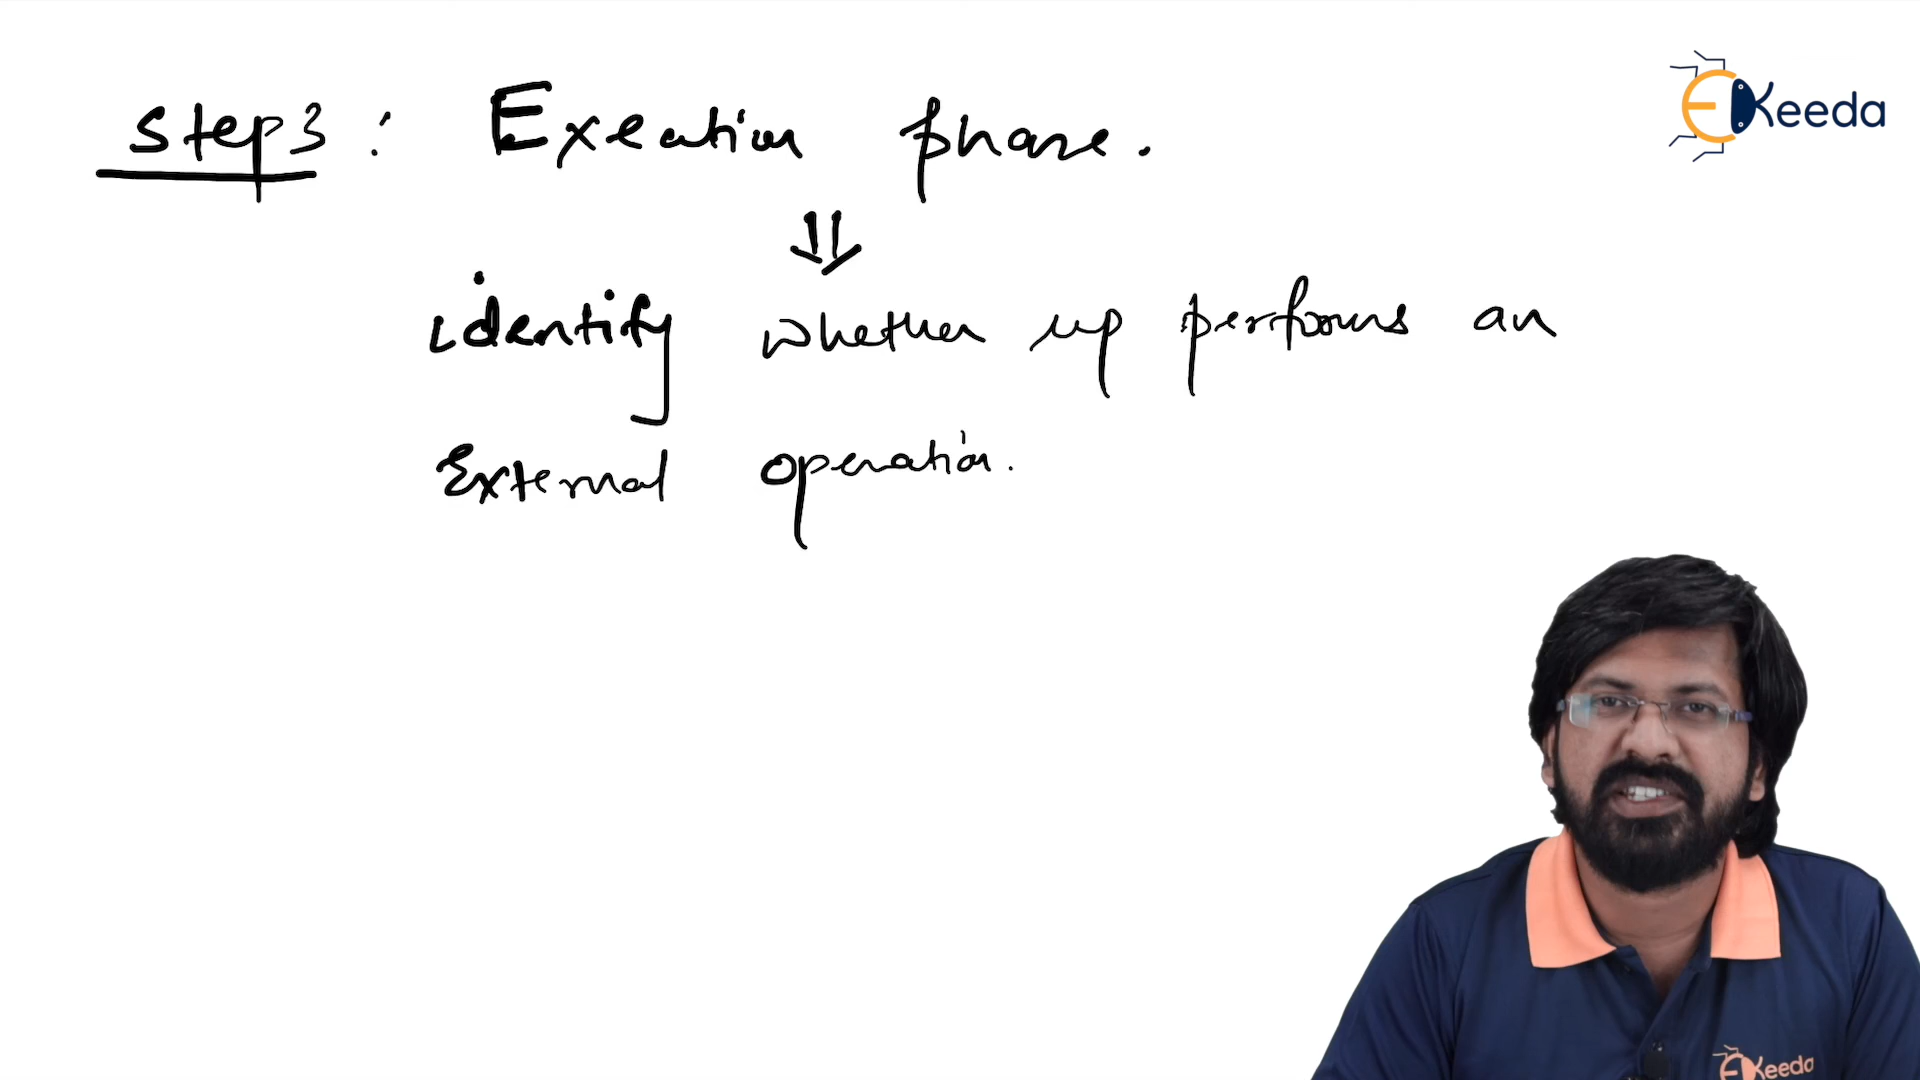 Step3 : Execution phase.
EKeeda
identify whether up performs an
External operation.
EKeeda